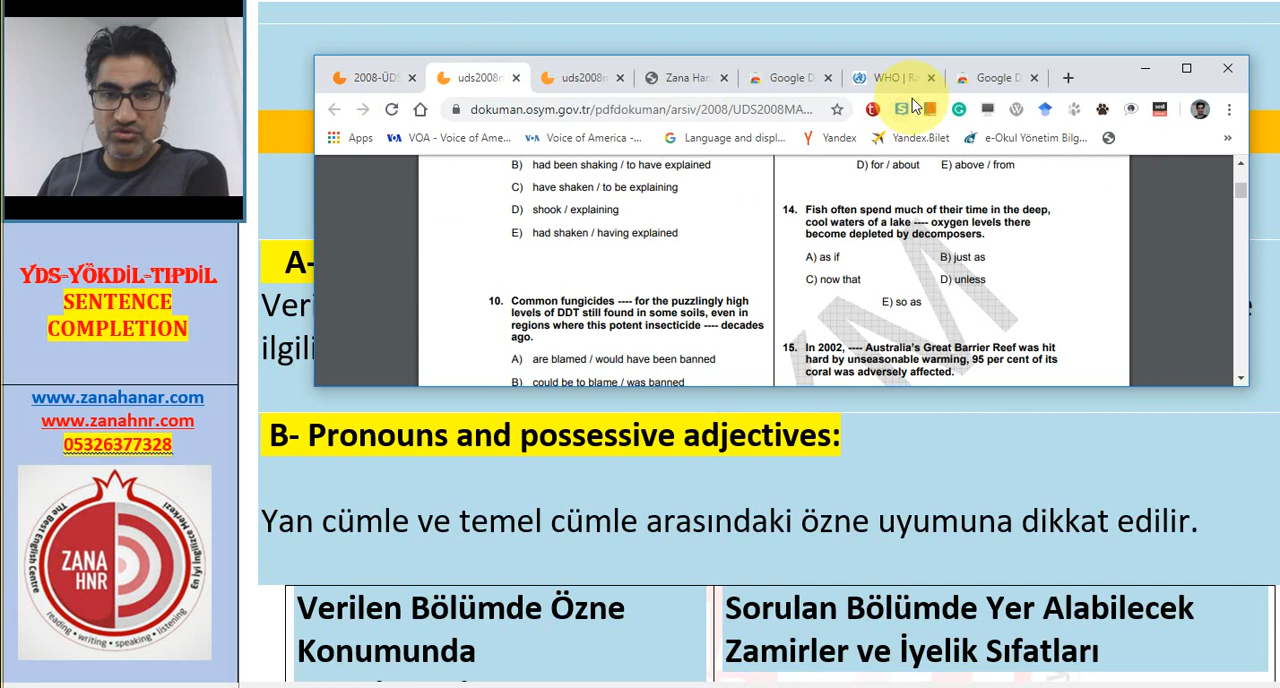 2008-ÜDS
uds2008m
uds2008m
Zana Han
Google D
WHO | R
Google D
dokuman.osym.gov.tr/pdfdokuman/arsiv/2008/UDS2008MA...
Apps
VOA - Voice of Ame...
Voice of America -...
Language and displ...
Yandex
Yandex.Bilet
e-Okul Yönetim Bilg...
»
B) had been shaking / to have explained
C) have shaken / to be explaining
D) shook / explaining
E) had shaken / having explained
10. Common fungicides ---- for the puzzlingly high
levels of DDT still found in some soils, even in
regions where this potent insecticide ---- decades
ago.
A) are blamed / would have been banned
B) could be to blame / was banned
D) for / about E) above / from
14. Fish often spend much of their time in the deep,
cool waters of a lake ---- oxygen levels there
become depleted by decomposers.
A) as if B) just as
C) now that D) unless
E) so as
15. In 2002, ---- Australia's Great Barrier Reef was hit
hard by unseasonable warming, 95 per cent of its
coral was adversely affected.
YDS-YÖKDİL-TIPDİL
SENTENCE
COMPLETION
www.zanahanar.com
www.zanahnr.com
05326377328
The Best English Centre
En İyi İngilizce Merkezi
ZANA
HNR
reading • writing • speaking • listening
A-
Veri
ilgili
B- Pronouns and possessive adjectives:
Yan cümle ve temel cümle arasındaki özne uyumuna dikkat edilir.
Verilen Bölümde Özne
Konumunda
Sorulan Bölümde Yer Alabilecek
Zamirler ve İyelik Sıfatları